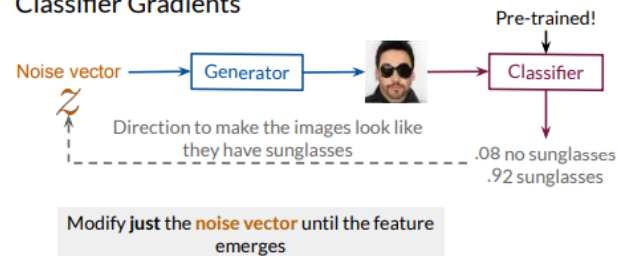 Classifier Gradients
Pre-trained!
Noise vector
z
Generator
Classifier
Direction to make the images look like
they have sunglasses
.08 no sunglasses
.92 sunglasses
Modify just the noise vector until the feature
emerges